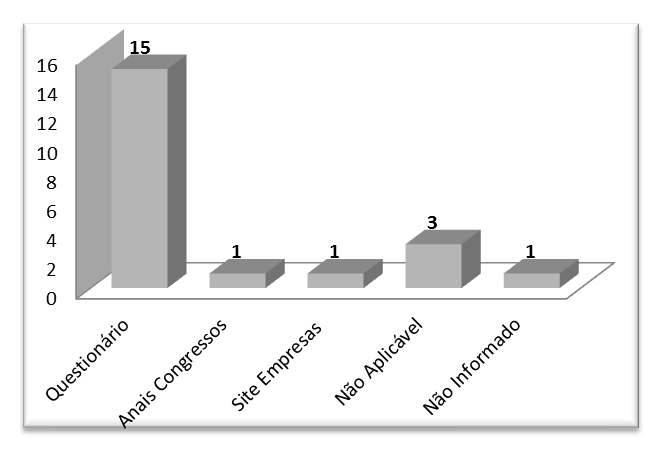 15
16
14
12
10
8
6
4
2
0
1
1
3
1
Questionário
Anais Congressos
Site Empresas
Não Aplicável
Não Informado